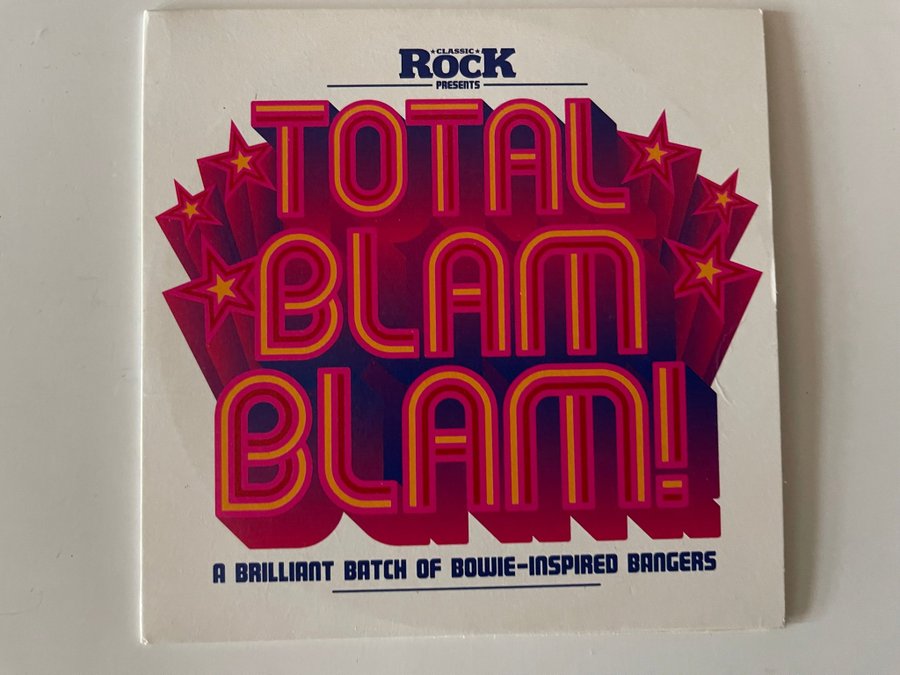 CLASSIC
ROCK
PRESENTS
TOTAL
BLAM
BLAM!
A BRILLIANT BATCH OF BOWIE-INSPIRED BANGERS